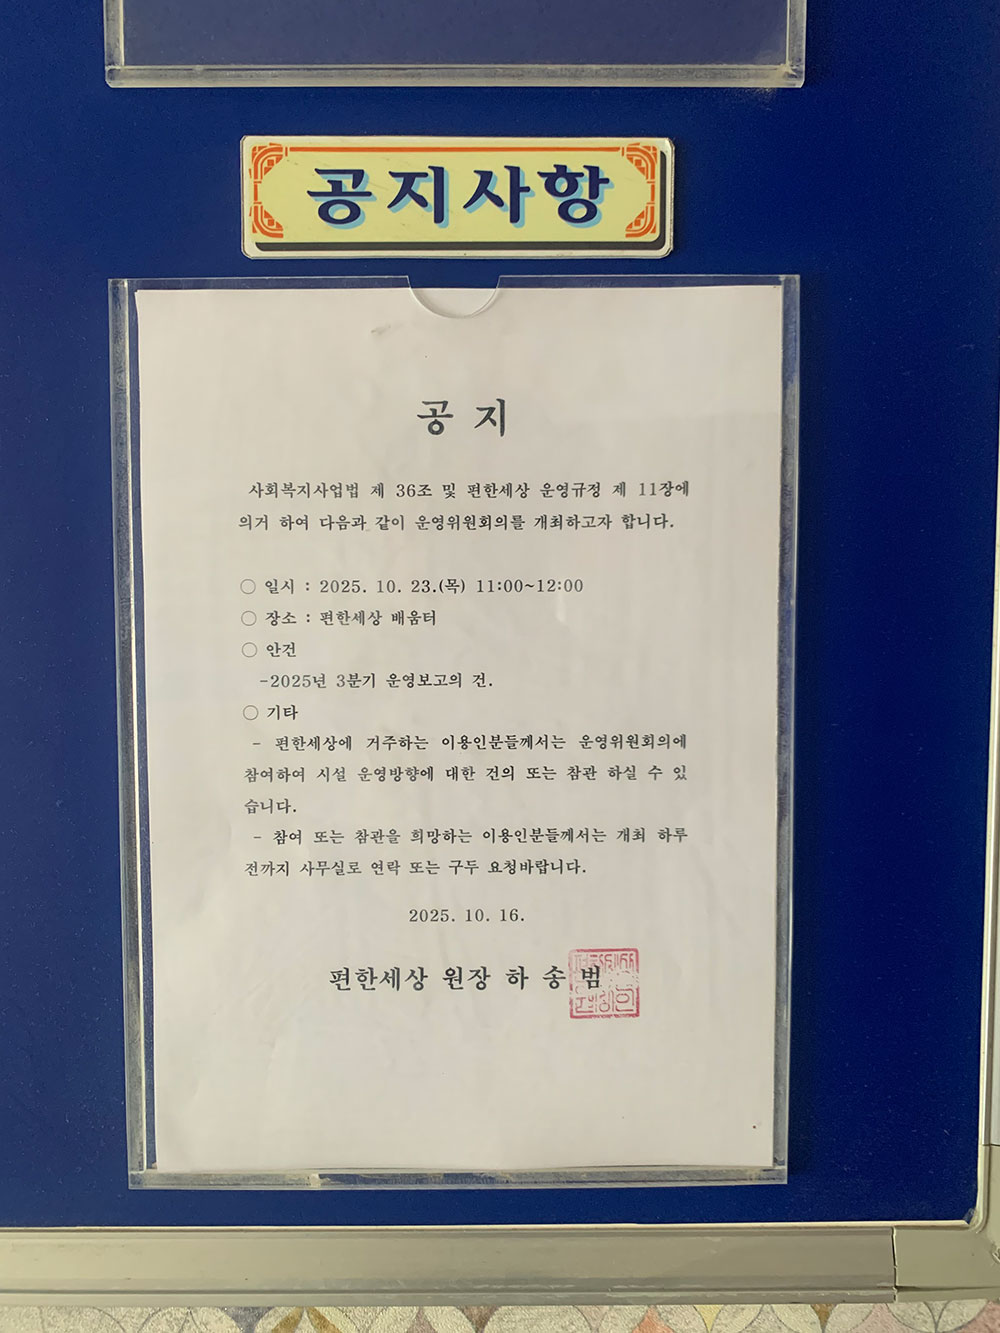 공지사항
공 지
사회복지사업법 제 36조 및 편한세상 운영규정 제 11장에
의거 하여 다음과 같이 운영위원회의를 개최하고자 합니다.
○ 일시 : 2025. 10. 23.(목) 11:00~12:00
○ 장소 : 편한세상 배움터
○ 안건
-2025년 3분기 운영보고의 건.
○ 기타
- 편한세상에 거주하는 이용인분들께서는 운영위원회의에
참여하여 시설 운영방향에 대한 건의 또는 참관 하실 수 있
습니다.
- 참여 또는 참관을 희망하는 이용인분들께서는 개최 하루
전까지 사무실로 연락 또는 구두 요청바랍니다.
2025. 10. 16.
편한세상 원장 하 송 범